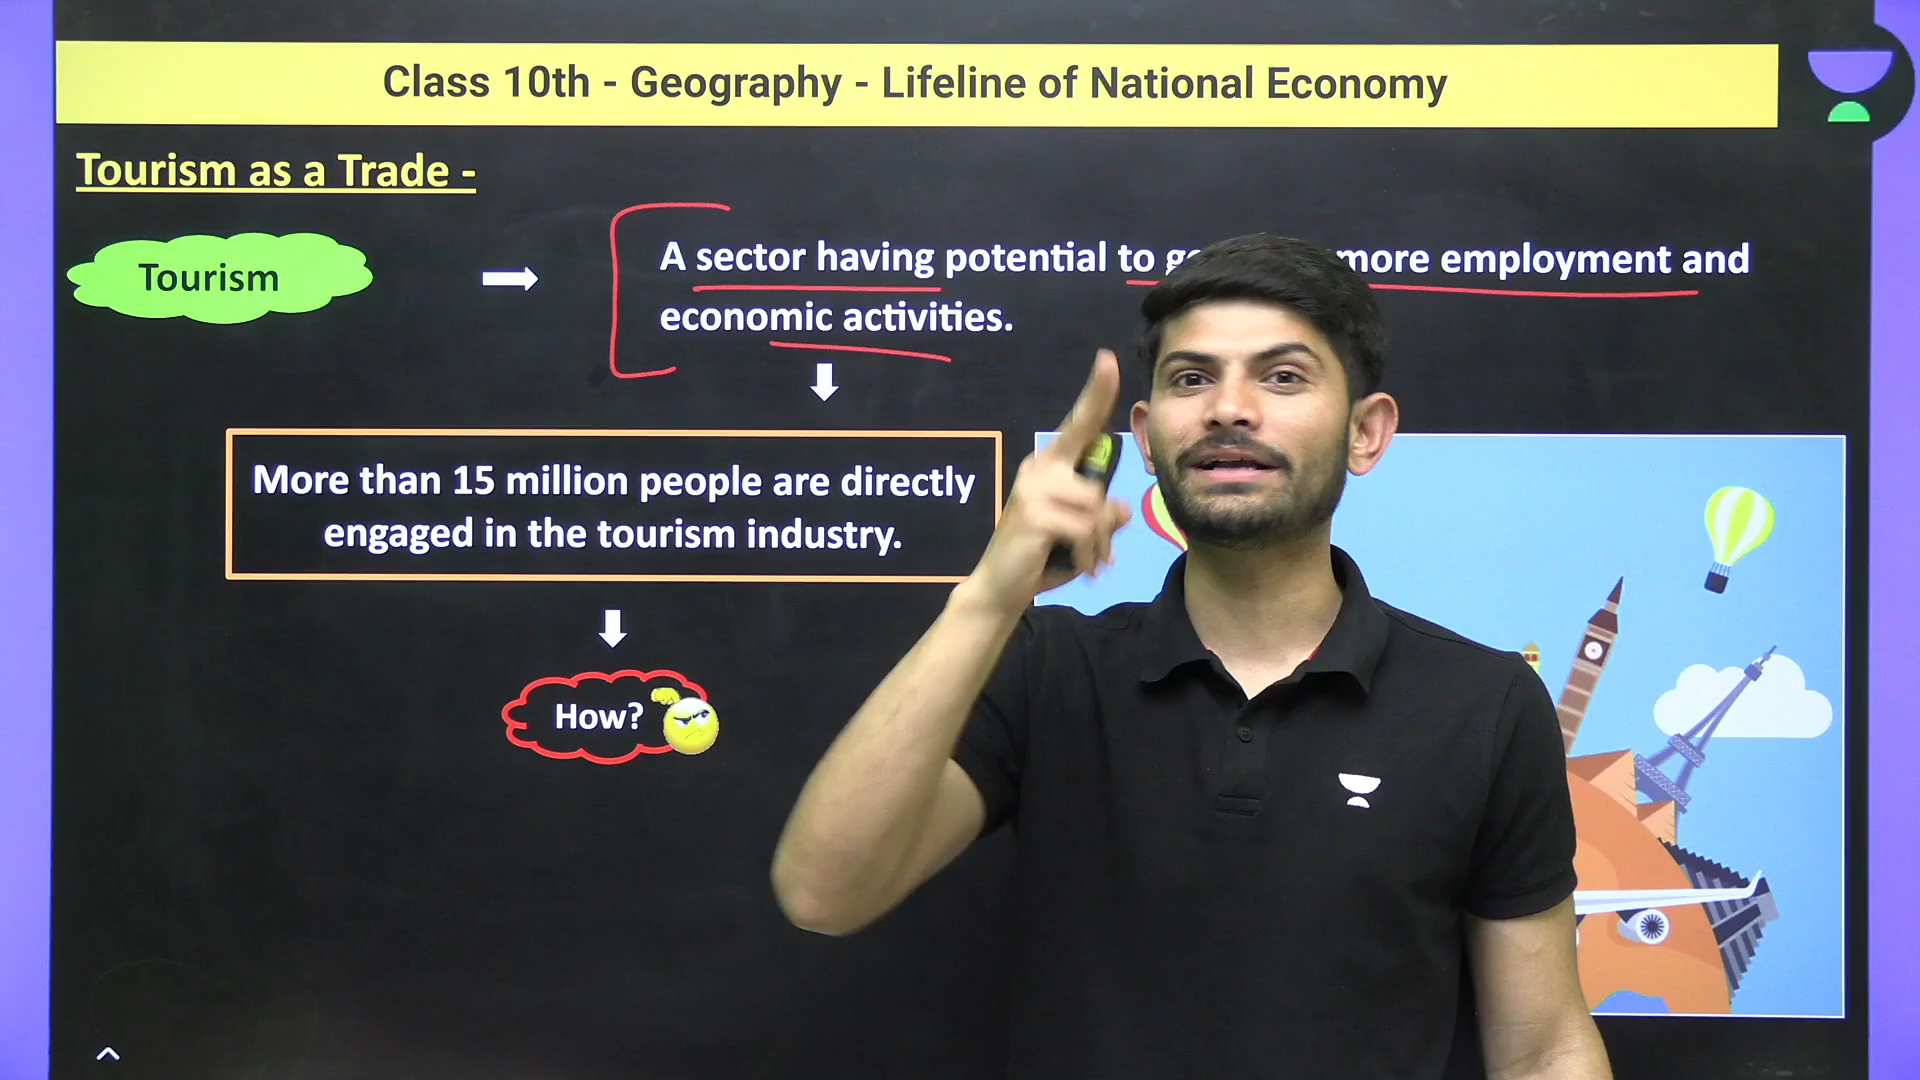 Class 10th - Geography - Lifeline of National Economy
Tourism as a Trade -
Tourism
A sector having potential to more employment and
economic activities.
More than 15 million people are directly
engaged in the tourism industry.
How?